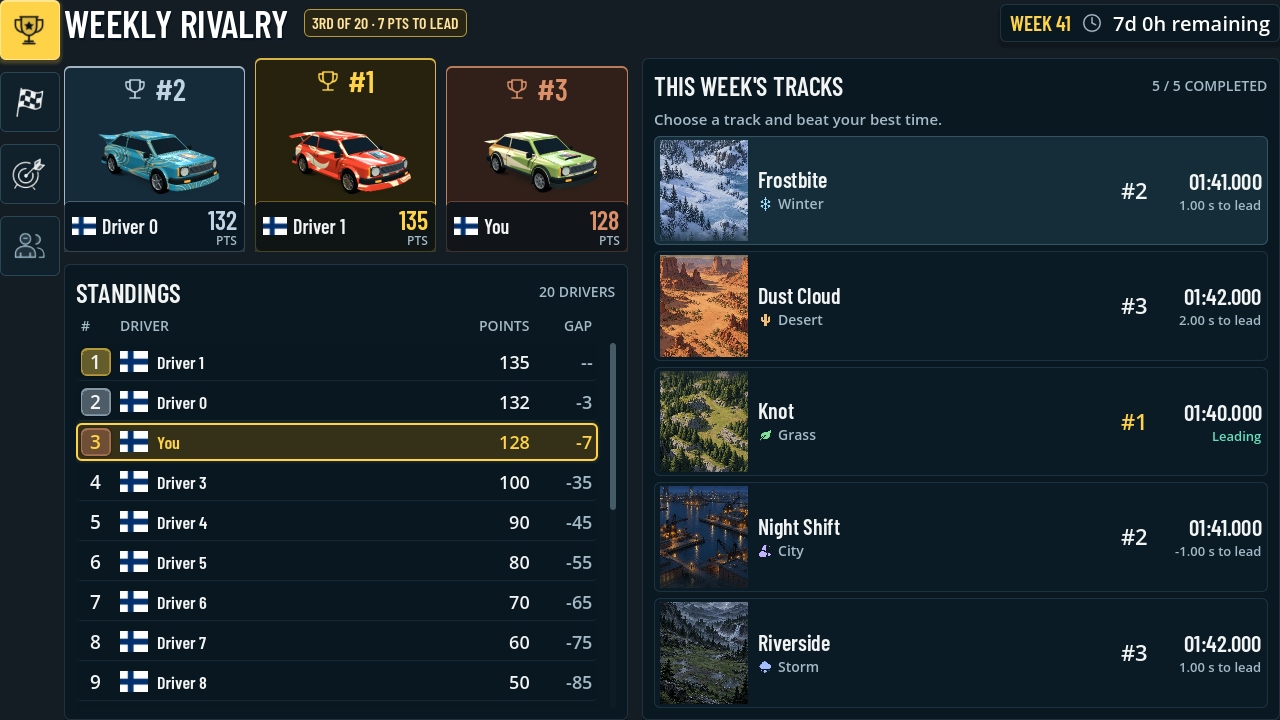 WEEKLY RIVALRY
3RD OF 20 · 7 PTS TO LEAD
WEEK 41
7d 0h remaining
#2
Driver 0
132
PTS
#1
Driver 1
135
PTS
#3
You
128
PTS
STANDINGS
20 DRIVERS
# DRIVER POINTS GAP
1 Driver 1 135 --
2 Driver 0 132 -3
3 You 128 -7
4 Driver 3 100 -35
5 Driver 4 90 -45
6 Driver 5 80 -55
7 Driver 6 70 -65
8 Driver 7 60 -75
9 Driver 8 50 -85
THIS WEEK'S TRACKS
5 / 5 COMPLETED
Choose a track and beat your best time.
Frostbite
Winter
#2
01:41.000
1.00 s to lead
Dust Cloud
Desert
#3
01:42.000
2.00 s to lead
Knot
Grass
#1
01:40.000
Leading
Night Shift
City
#2
01:41.000
-1.00 s to lead
Riverside
Storm
#3
01:42.000
1.00 s to lead